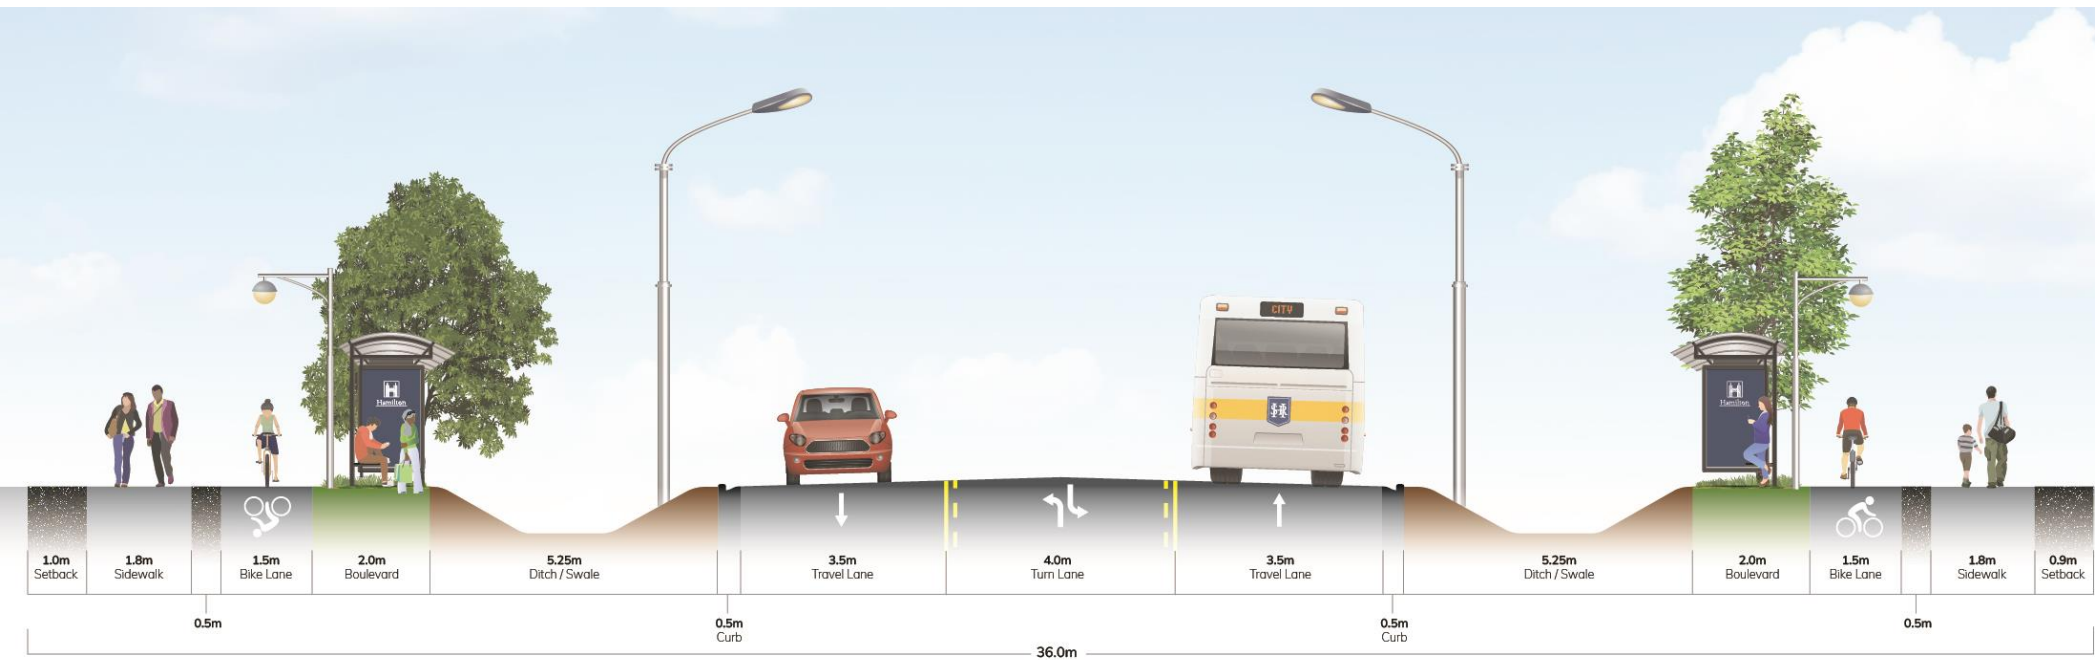 CITY
Hamilton
Hamilton
1.0m
Setback
1.8m
Sidewalk
1.5m
Bike Lane
2.0m
Boulevard
5.25m
Ditch / Swale
3.5m
Travel Lane
4.0m
Turn Lane
3.5m
Travel Lane
5.25m
Ditch / Swale
2.0m
Boulevard
1.5m
Bike Lane
1.8m
Sidewalk
0.9m
Setback
0.5m
0.5m
Curb
0.5m
Curb
0.5m
36.0m